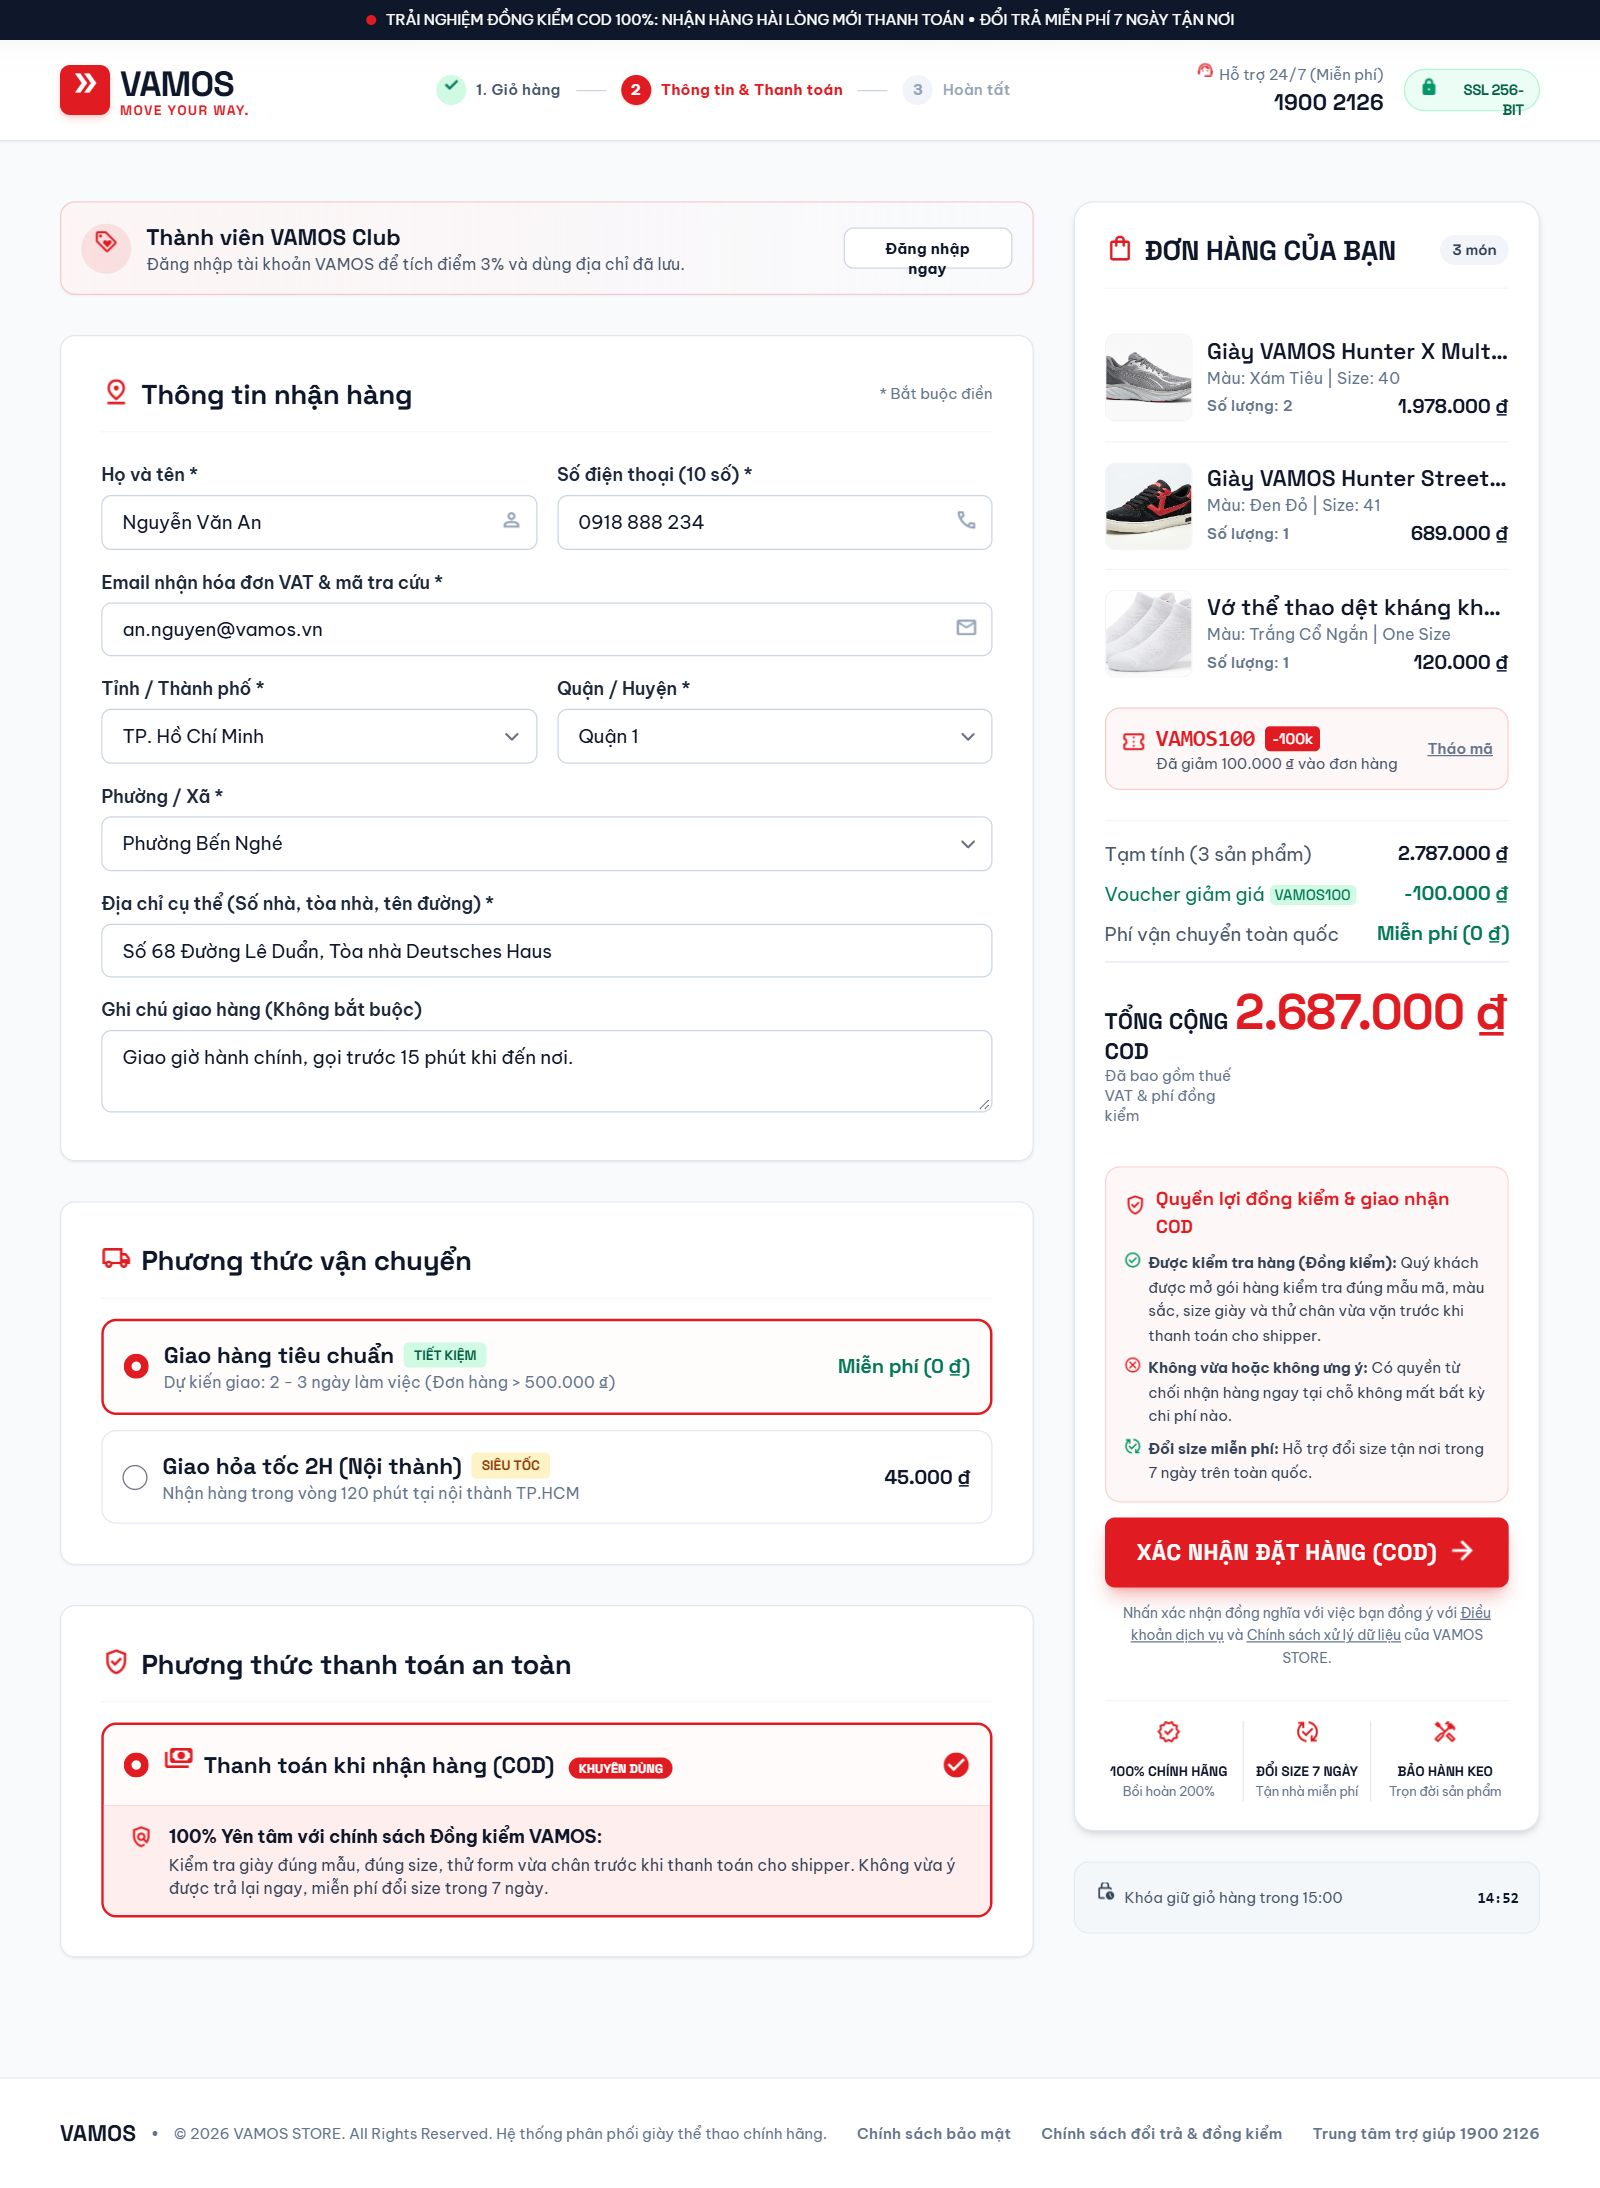 TRẢI NGHIỆM ĐỒNG KIỂM COD 100%: NHẬN HÀNG HÀI LÒNG MỚI THANH TOÁN • ĐỔI TRẢ MIỄN PHÍ 7 NGÀY TẬN NƠI
VAMOS
MOVE YOUR WAY.
1. Giỏ hàng
2 Thông tin & Thanh toán
3 Hoàn tất
Hỗ trợ 24/7 (Miễn phí)
1900 2126
SSL 256-
BIT
Thành viên VAMOS Club
Đăng nhập tài khoản VAMOS để tích điểm 3% và dùng địa chỉ đã lưu.
Đăng nhập
ngay
Thông tin nhận hàng
* Bắt buộc điền
Họ và tên *
Số điện thoại (10 số) *
Nguyễn Văn An
0918 888 234
Email nhận hóa đơn VAT & mã tra cứu *
an.nguyen@vamos.vn
Tỉnh / Thành phố *
Quận / Huyện *
TP. Hồ Chí Minh
Quận 1
Phường / Xã *
Phường Bến Nghé
Địa chỉ cụ thể (Số nhà, tòa nhà, tên đường) *
Số 68 Đường Lê Duẩn, Tòa nhà Deutsches Haus
Ghi chú giao hàng (Không bắt buộc)
Giao giờ hành chính, gọi trước 15 phút khi đến nơi.
Phương thức vận chuyển
Giao hàng tiêu chuẩn TIẾT KIỆM
Dự kiến giao: 2 - 3 ngày làm việc (Đơn hàng > 500.000 ₫)
Miễn phí (0 ₫)
Giao hỏa tốc 2H (Nội thành) SIÊU TỐC
Nhận hàng trong vòng 120 phút tại nội thành TP.HCM
45.000 ₫
Phương thức thanh toán an toàn
Thanh toán khi nhận hàng (COD) KHUYÊN DÙNG
100% Yên tâm với chính sách Đồng kiểm VAMOS:
Kiểm tra giày đúng mẫu, đúng size, thử form vừa chân trước khi thanh toán cho shipper. Không vừa ý
được trả lại ngay, miễn phí đổi size trong 7 ngày.
ĐƠN HÀNG CỦA BẠN
3 món
Giày VAMOS Hunter X Mult...
Màu: Xám Tiêu | Size: 40
Số lượng: 2
1.978.000 ₫
Giày VAMOS Hunter Street...
Màu: Đen Đỏ | Size: 41
Số lượng: 1
689.000 ₫
Vớ thể thao dệt kháng kh...
Màu: Trắng Cổ Ngắn | One Size
Số lượng: 1
120.000 ₫
VAMOS100 -100k
Đã giảm 100.000 ₫ vào đơn hàng
Tháo mã
Tạm tính (3 sản phẩm)
2.787.000 ₫
Voucher giảm giá VAMOS100
-100.000 ₫
Phí vận chuyển toàn quốc
Miễn phí (0 ₫)
TỔNG CỘNG
COD
2.687.000 ₫
Đã bao gồm thuế
VAT & phí đồng
kiểm
Quyền lợi đồng kiểm & giao nhận
COD
Được kiểm tra hàng (Đồng kiểm): Quý khách
được mở gói hàng kiểm tra đúng mẫu mã, màu
sắc, size giày và thử chân vừa vặn trước khi
thanh toán cho shipper.
Không vừa hoặc không ưng ý: Có quyền từ
chối nhận hàng ngay tại chỗ không mất bất kỳ
chi phí nào.
Đổi size miễn phí: Hỗ trợ đổi size tận nơi trong
7 ngày trên toàn quốc.
XÁC NHẬN ĐẶT HÀNG (COD)
Nhấn xác nhận đồng nghĩa với việc bạn đồng ý với Điều
khoản dịch vụ và Chính sách xử lý dữ liệu của VAMOS
STORE.
100% CHÍNH HÃNG
Bồi hoàn 200%
ĐỔI SIZE 7 NGÀY
Tận nhà miễn phí
BẢO HÀNH KEO
Trọn đời sản phẩm
Khóa giữ giỏ hàng trong 15:00
14:52
VAMOS • © 2026 VAMOS STORE. All Rights Reserved. Hệ thống phân phối giày thể thao chính hãng.
Chính sách bảo mật
Chính sách đổi trả & đồng kiểm
Trung tâm trợ giúp 1900 2126